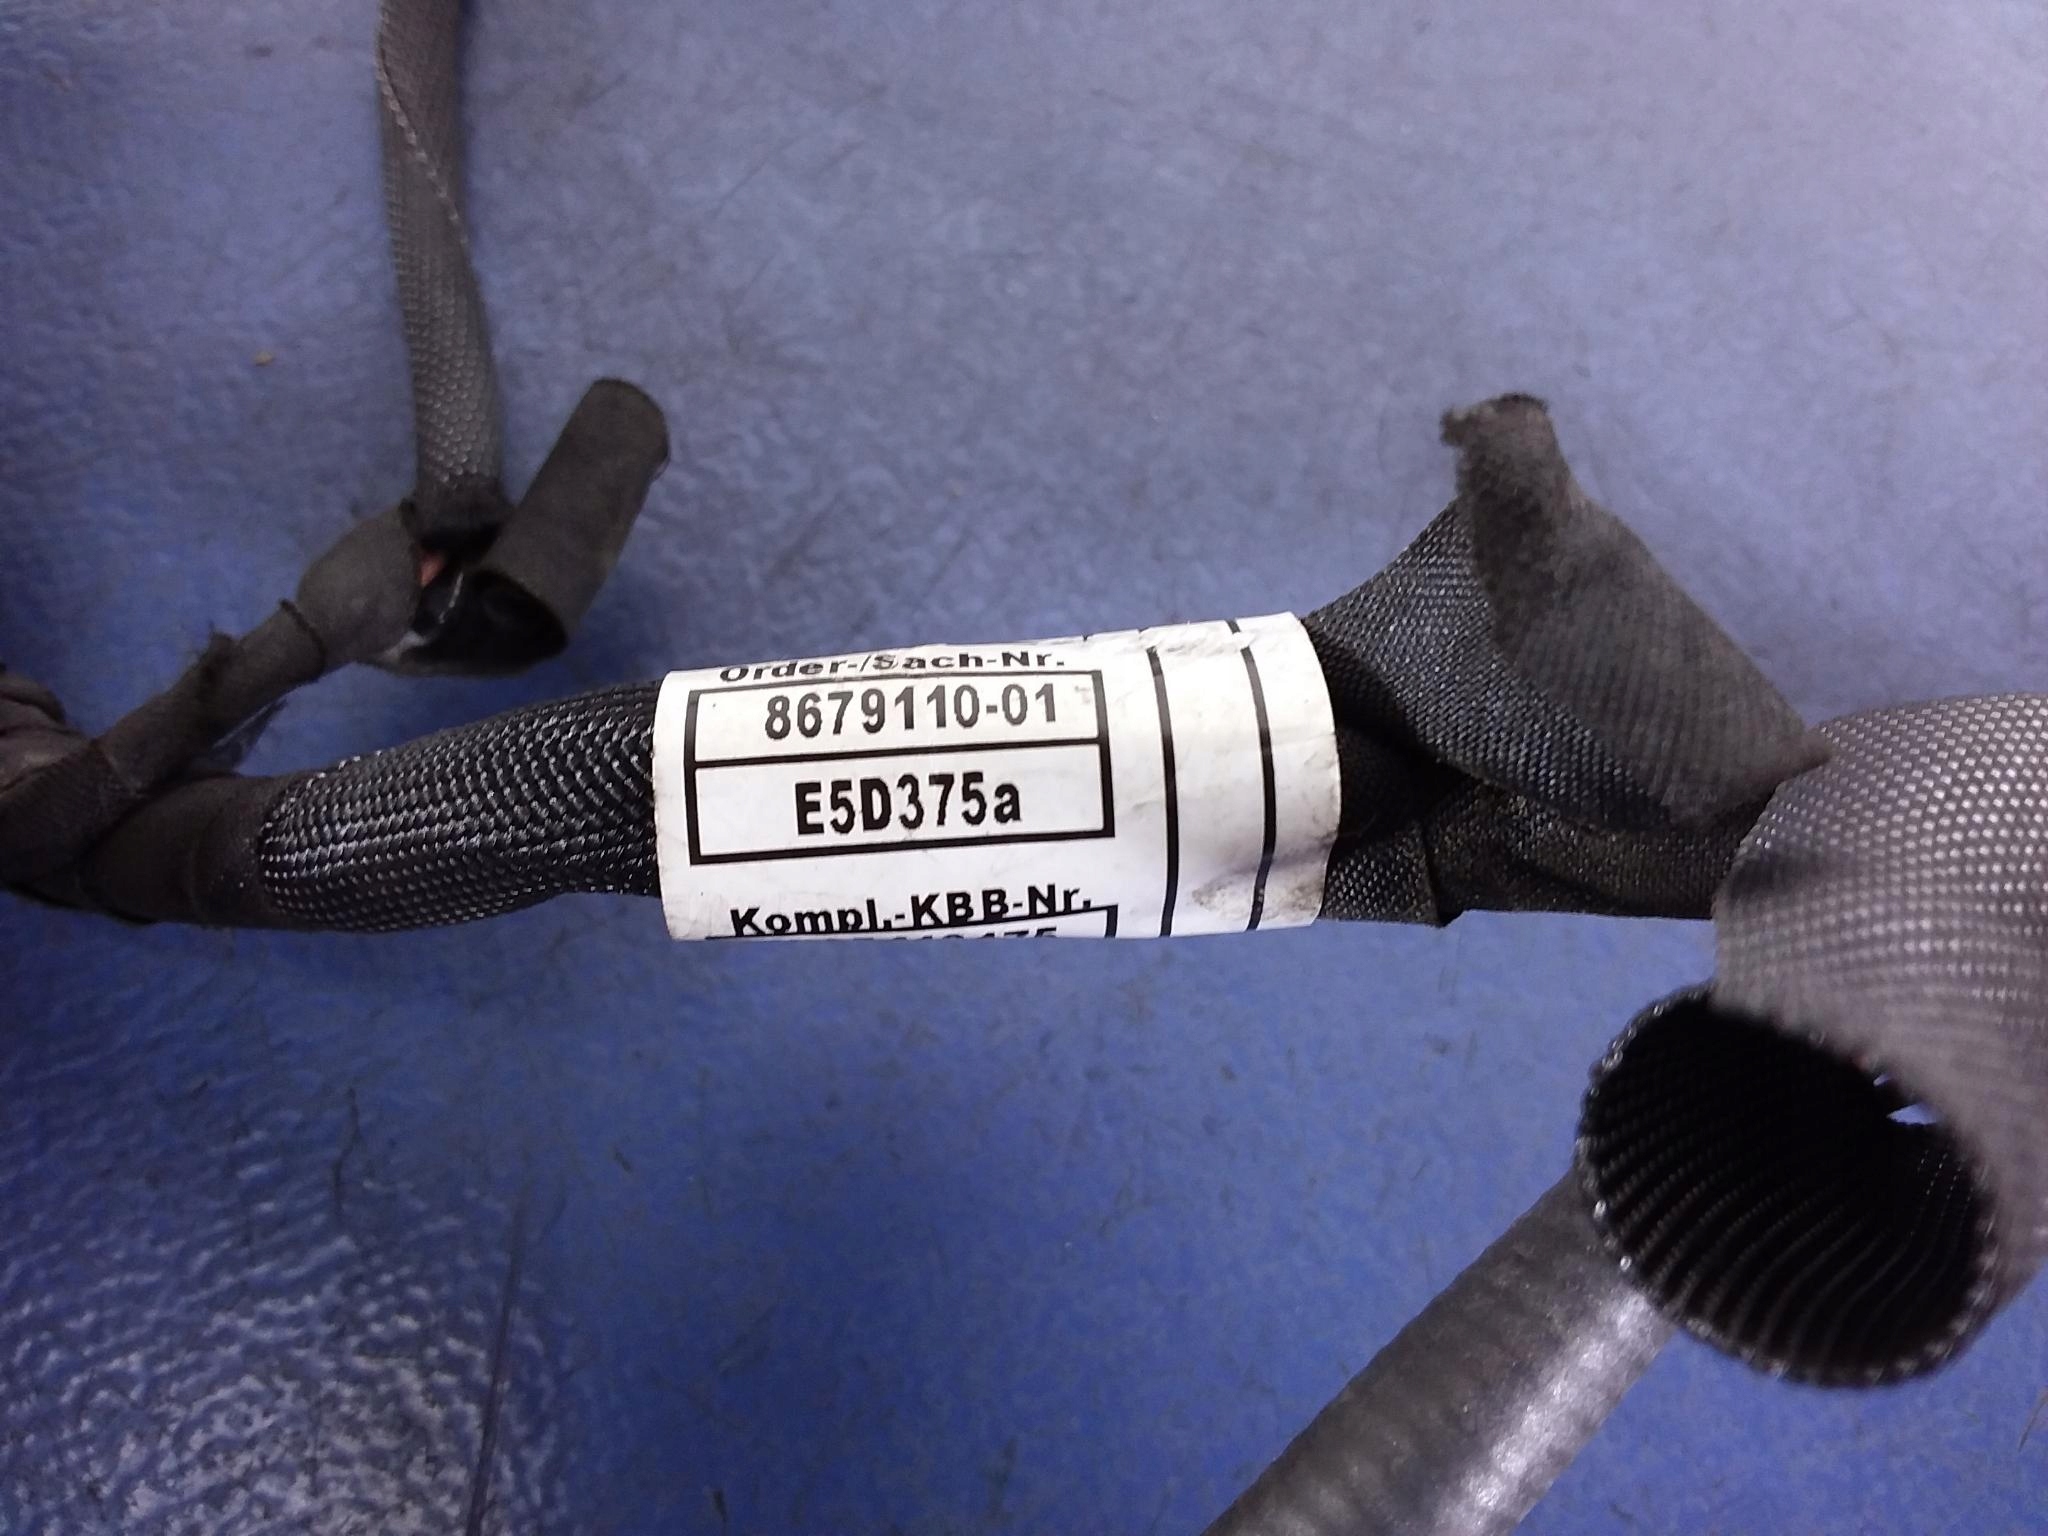 Order-/Sach-Nr.
8679110-01
E5D375a
Kompl.-KBB-Nr.